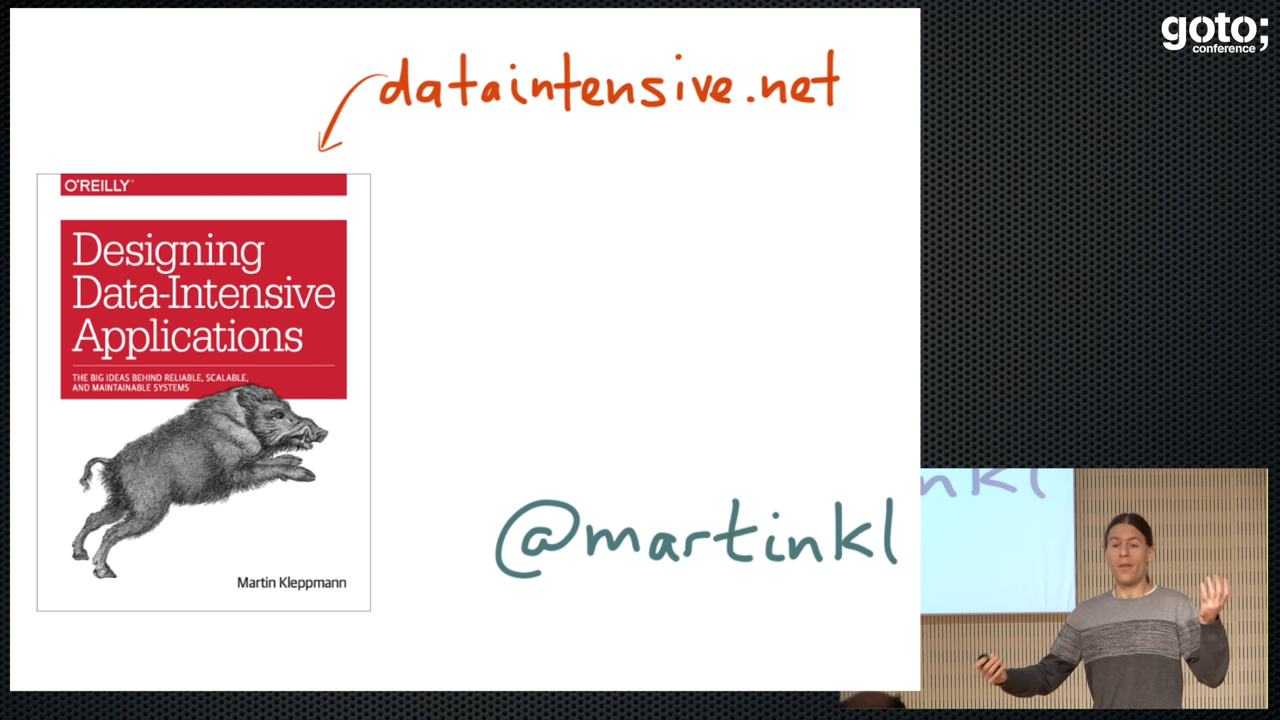 goto;
conference
dataintensive.net
O'REILLY®
Designing
Data-Intensive
Applications
THE BIG IDEAS BEHIND RELIABLE, SCALABLE,
AND MAINTAINABLE SYSTEMS
Martin Kleppmann
@martinkl
nkl